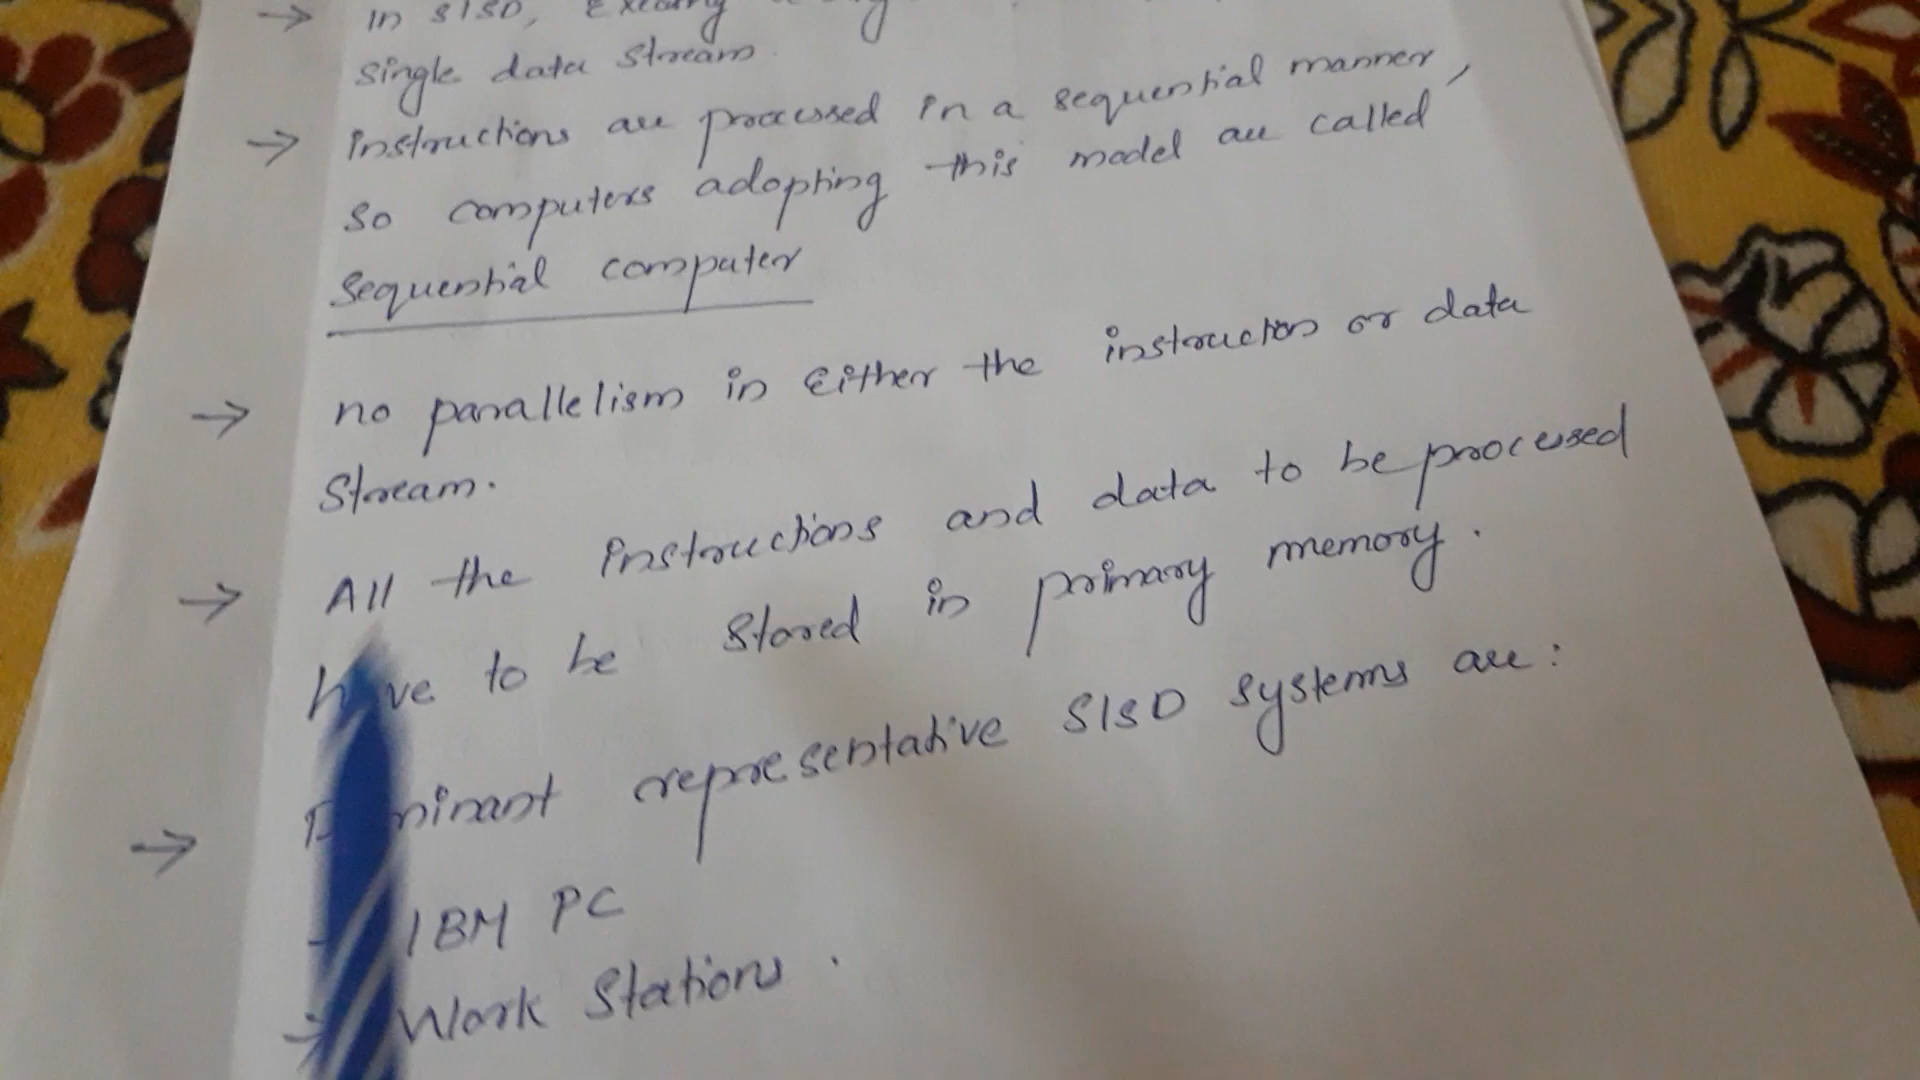 → In SISD,
single data stream
→ instructions are processed in a sequential manner,
so computers adopting this model are called
sequential computer
→ no parallelism in Either the instruction or data
Stream.
→ All the instructions and data to be processed
have to be stored in primary memory.
→ Dominant representative SISD systems are:
IBM PC
→ Work Stations.